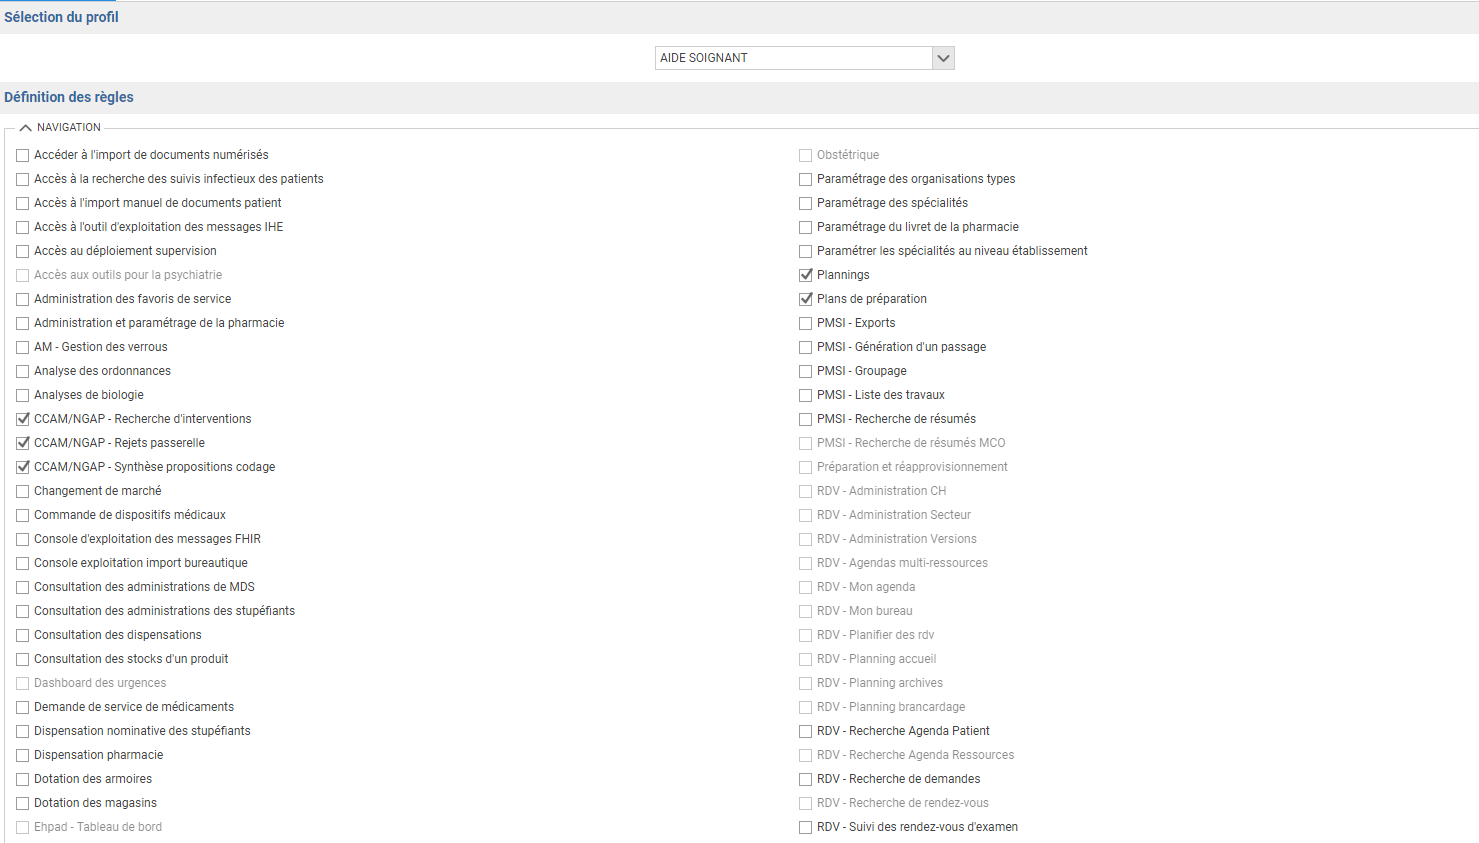 Sélection du profil
AIDE SOIGNANT
Définition des règles
NAVIGATION
Accéder à l'import de documents numérisés
Accès à la recherche des suivis infectieux des patients
Accès à l'import manuel de documents patient
Accès à l'outil d'exploitation des messages IHE
Accès au déploiement supervision
Accès aux outils pour la psychiatrie
Administration des favoris de service
Administration et paramétrage de la pharmacie
AM - Gestion des verrous
Analyse des ordonnances
Analyses de biologie
CCAM/NGAP - Recherche d'interventions
CCAM/NGAP - Rejets passerelle
CCAM/NGAP - Synthèse propositions codage
Changement de marché
Commande de dispositifs médicaux
Console d'exploitation des messages FHIR
Console exploitation import bureautique
Consultation des administrations de MDS
Consultation des administrations des stupéfiants
Consultation des dispensations
Consultation des stocks d'un produit
Dashboard des urgences
Demande de service de médicaments
Dispensation nominative des stupéfiants
Dispensation pharmacie
Dotation des armoires
Dotation des magasins
Ehpad - Tableau de bord
Obstétrique
Paramétrage des organisations types
Paramétrage des spécialités
Paramétrage du livret de la pharmacie
Paramétrer les spécialités au niveau établissement
Plannings
Plans de préparation
PMSI - Exports
PMSI - Génération d'un passage
PMSI - Groupage
PMSI - Liste des travaux
PMSI - Recherche de résumés
PMSI - Recherche de résumés MCO
Préparation et réapprovisionnement
RDV - Administration CH
RDV - Administration Secteur
RDV - Administration Versions
RDV - Agendas multi-ressources
RDV - Mon agenda
RDV - Mon bureau
RDV - Planifier des rdv
RDV - Planning accueil
RDV - Planning archives
RDV - Planning brancardage
RDV - Recherche Agenda Patient
RDV - Recherche Agenda Ressources
RDV - Recherche de demandes
RDV - Recherche de rendez-vous
RDV - Suivi des rendez-vous d'examen